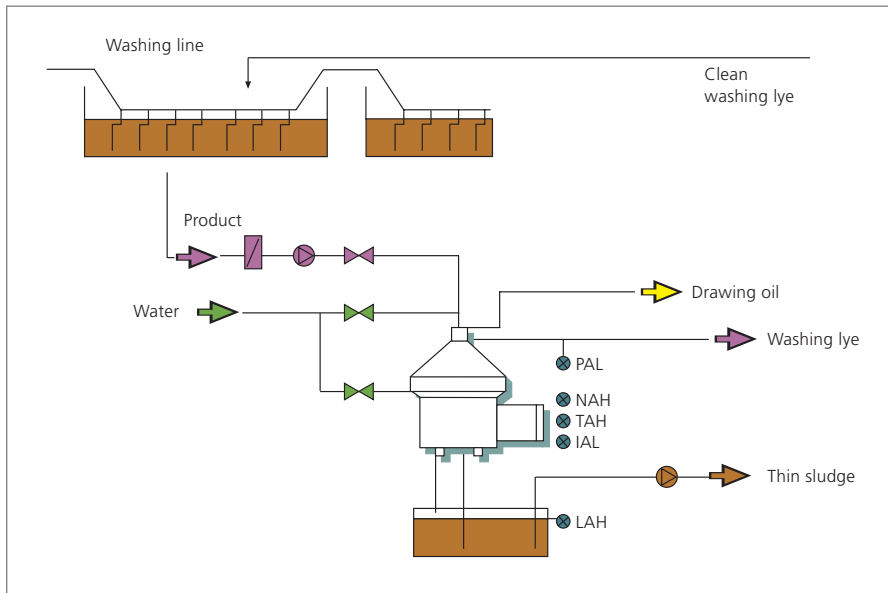 Washing line
Clean
washing lye
Product
Water
Drawing oil
Washing lye
PAL
NAH
TAH
IAL
Thin sludge
LAH